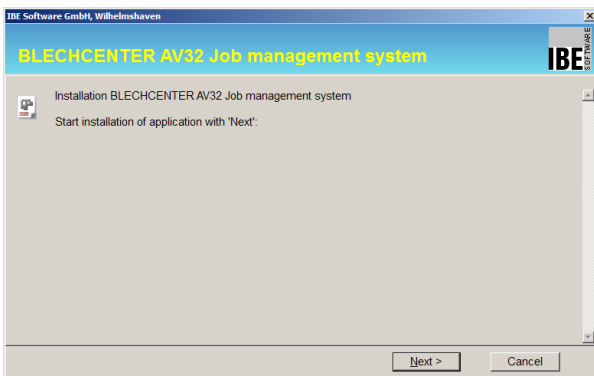 IBE Software GmbH, Wilhelmshaven
BLECHCENTER AV32 Job management system
IBE SOFTWARE
Installation BLECHCENTER AV32 Job management system
Start installation of application with 'Next':
Next >
Cancel